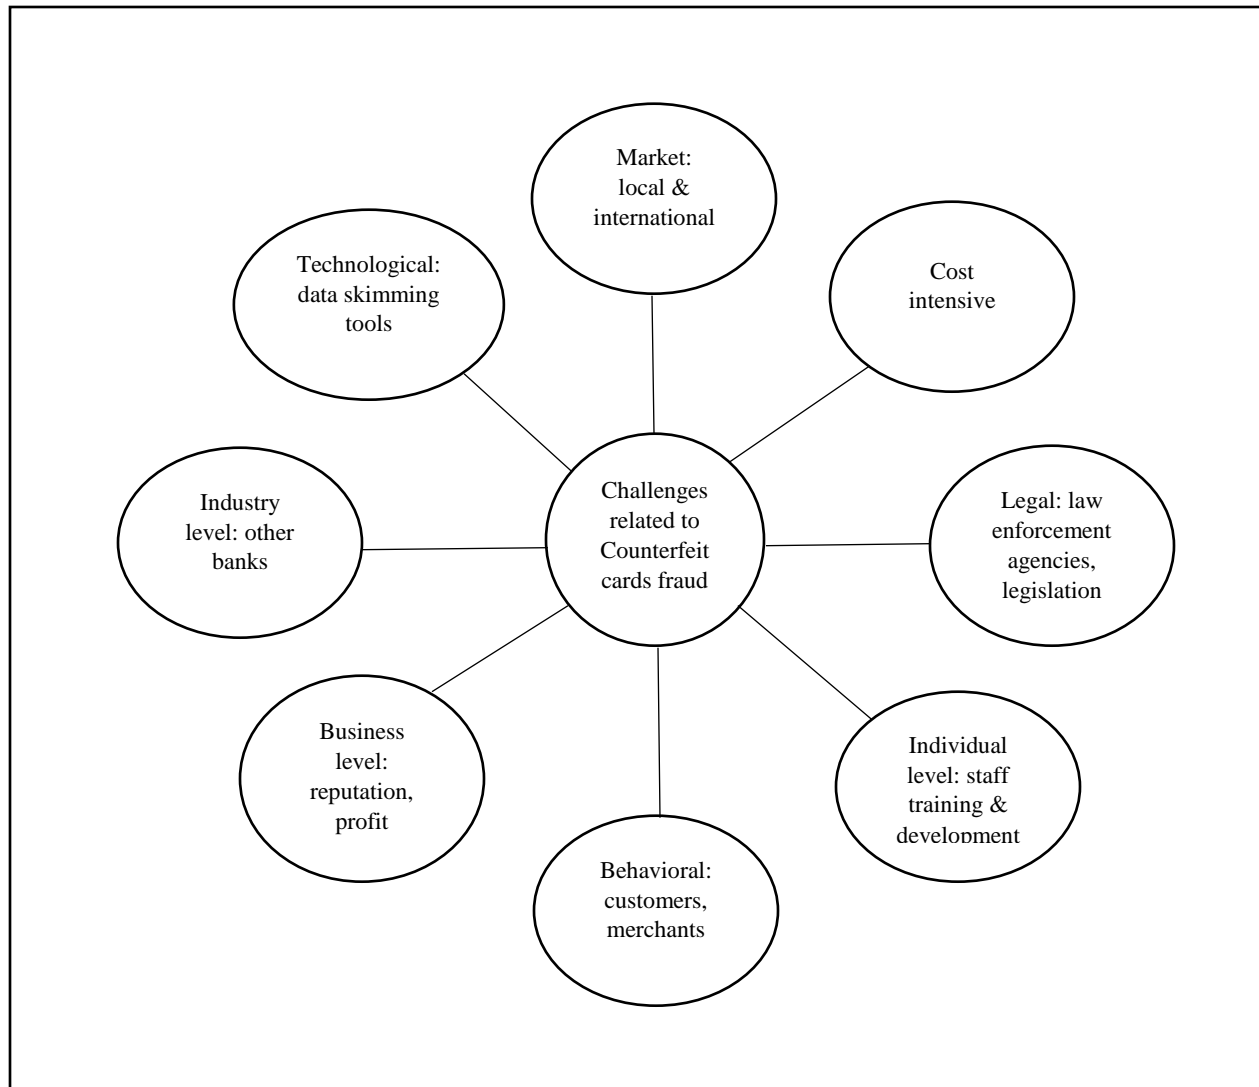 Market:
local &
international
Technological:
data skimming
tools
Cost
intensive
Industry
level: other
banks
Challenges
related to
Counterfeit
cards fraud
Legal: law
enforcement
agencies,
legislation
Business
level:
reputation,
profit
Individual
level: staff
training &
development
Behavioral:
customers,
merchants